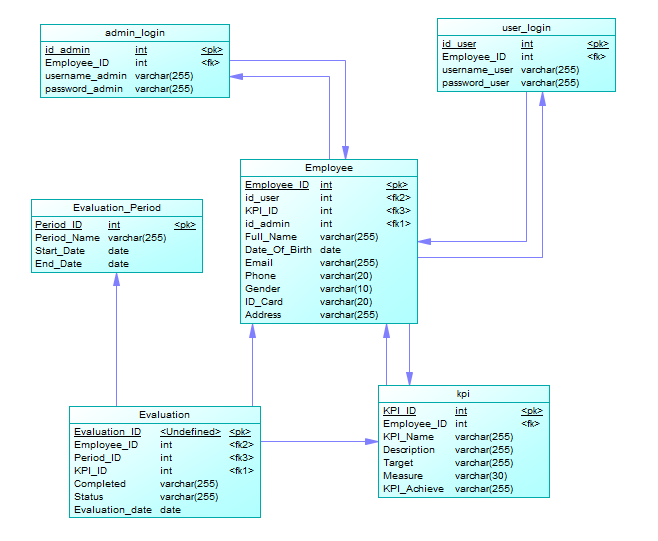 admin_login
id_admin int <pk>
Employee_ID int <fk>
username_admin varchar(255)
password_admin varchar(255)
user_login
id_user int <pk>
Employee_ID int <fk>
username_user varchar(255)
password_user varchar(255)
Employee
Employee_ID int <pk>
id_user int <fk2>
KPI_ID int <fk3>
id_admin int <fk1>
Full_Name varchar(255)
Date_Of_Birth date
Email varchar(255)
Phone varchar(20)
Gender varchar(10)
ID_Card varchar(20)
Address varchar(255)
Evaluation_Period
Period_ID int <pk>
Period_Name varchar(255)
Start_Date date
End_Date date
Evaluation
Evaluation_ID <Undefined> <pk>
Employee_ID int <fk2>
Period_ID int <fk3>
KPI_ID int <fk1>
Completed varchar(255)
Status varchar(255)
Evaluation_date date
kpi
KPI_ID int <pk>
Employee_ID int <fk>
KPI_Name varchar(255)
Description varchar(255)
Target varchar(255)
Measure varchar(30)
KPI_Achieve varchar(255)